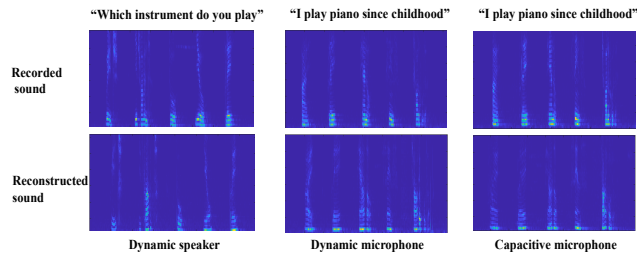 “Which instrument do you play” “I play piano since childhood” “I play piano since childhood”
Recorded
sound
Reconstructed
sound
Dynamic speaker Dynamic microphone Capacitive microphone